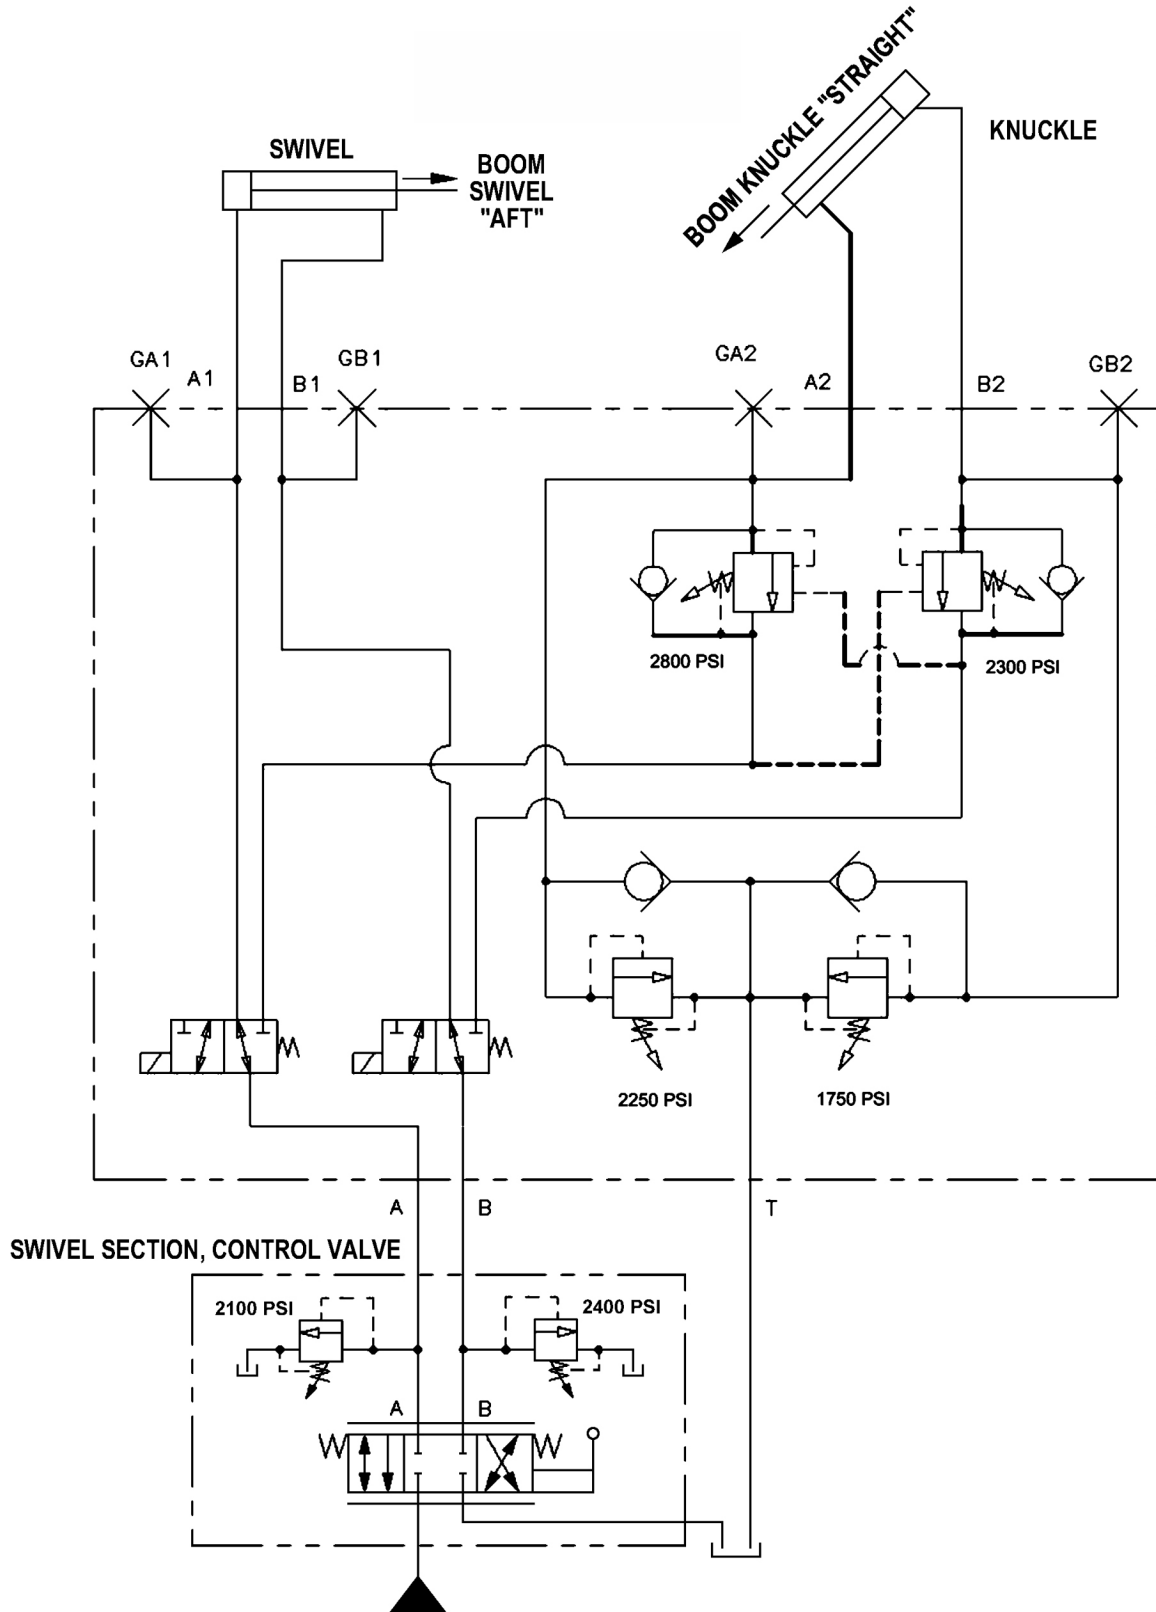 BOOM KNUCKLE "STRAIGHT"
KNUCKLE
SWIVEL
BOOM
SWIVEL
"AFT"
GA1
A1
B1
GB1
GA2
A2
B2
GB2
2800 PSI
2300 PSI
2250 PSI
1750 PSI
A
B
T
SWIVEL SECTION, CONTROL VALVE
2100 PSI
2400 PSI
A
B